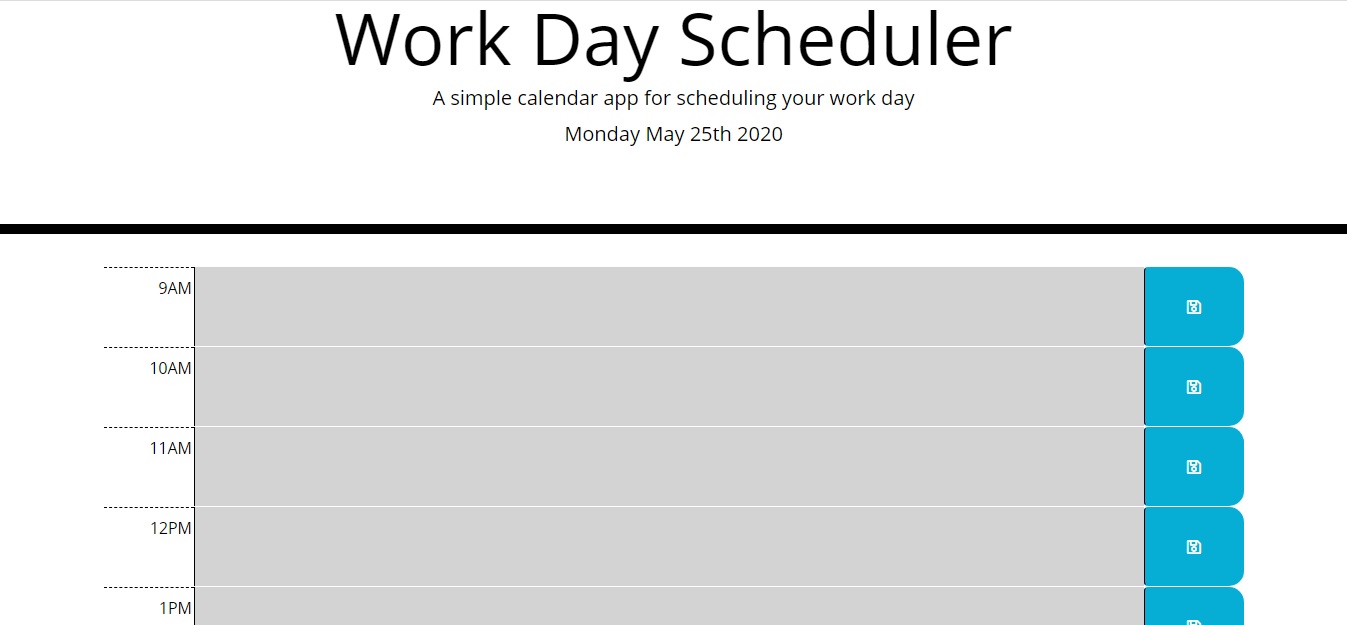 Work Day Scheduler
A simple calendar app for scheduling your work day
Monday May 25th 2020
9AM
10AM
11AM
12PM
1PM